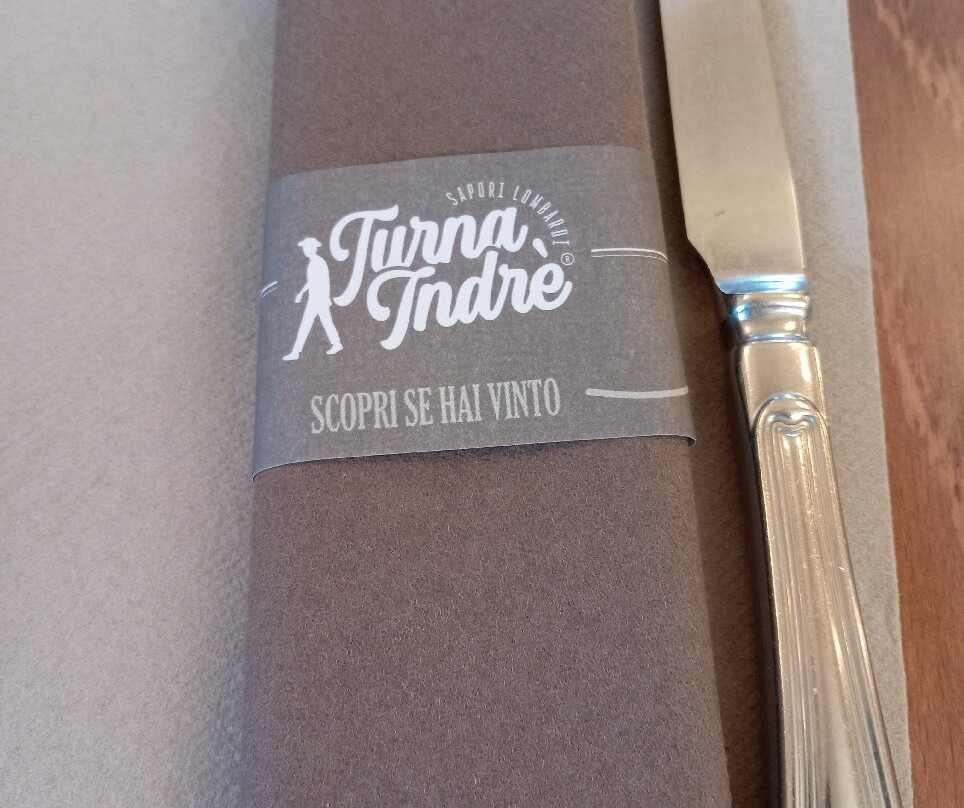 SAPORI LOMBARDI
Turna
Indrè®
SCOPRI SE HAI VINTO